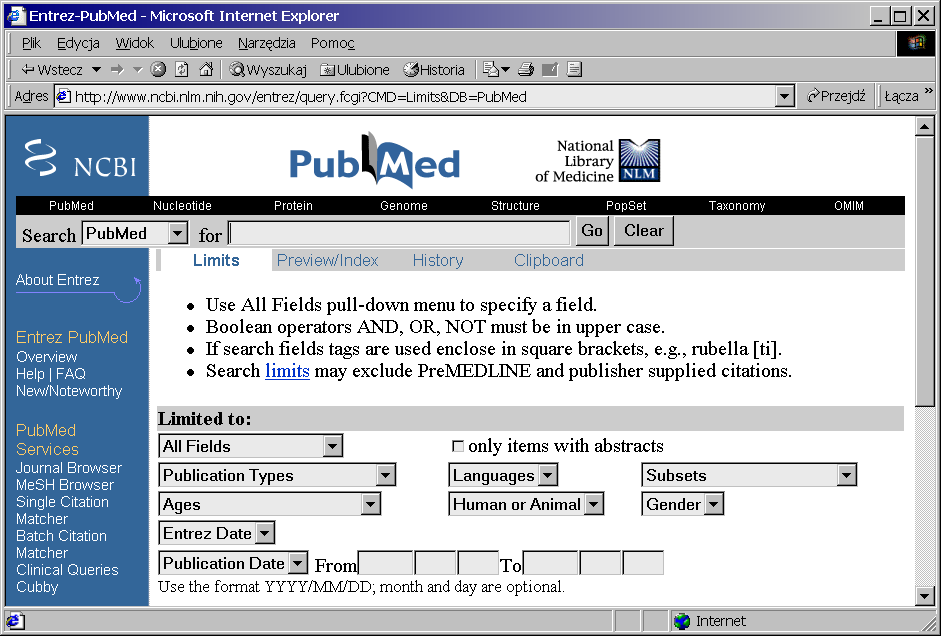 Entrez-PubMed - Microsoft Internet Explorer
Plik Edycja Widok Ulubione Narzędzia Pomoc
Wstecz Wyszukaj Ulubione Historia
Adres http://www.ncbi.nlm.nih.gov/entrez/query.fcgi?CMD=Limits&DB=PubMed Przejdź Łącza »
NCBI
PubMed
National
Library
of Medicine NLM
PubMed Nucleotide Protein Genome Structure PopSet Taxonomy OMIM
Search PubMed for Go Clear
Limits Preview/Index History Clipboard
About Entrez
Entrez PubMed
Overview
Help | FAQ
New/Noteworthy
PubMed
Services
Journal Browser
MeSH Browser
Single Citation
Matcher
Batch Citation
Matcher
Clinical Queries
Cubby
• Use All Fields pull-down menu to specify a field.
• Boolean operators AND, OR, NOT must be in upper case.
• If search fields tags are used enclose in square brackets, e.g., rubella [ti].
• Search limits may exclude PreMEDLINE and publisher supplied citations.
Limited to:
All Fields only items with abstracts
Publication Types Languages Subsets
Ages Human or Animal Gender
Entrez Date
Publication Date From To
Use the format YYYY/MM/DD; month and day are optional.
Internet